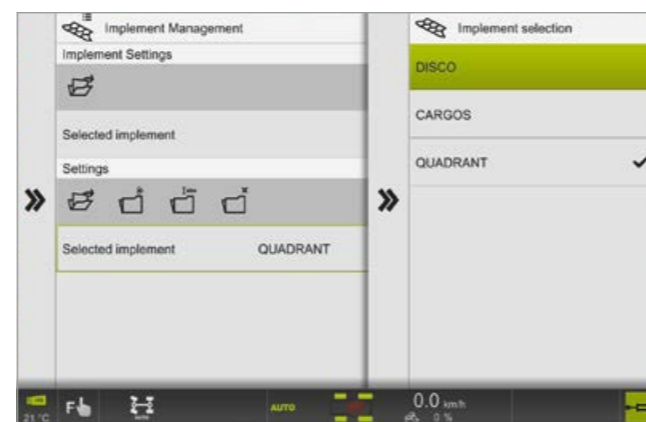 Implement Management
Implement Settings
Selected implement
Settings
Selected implement QUADRANT
Implement selection
DISCO
CARGOS
QUADRANT
21 °C
F
AUTO
0.0 km/h
0 %